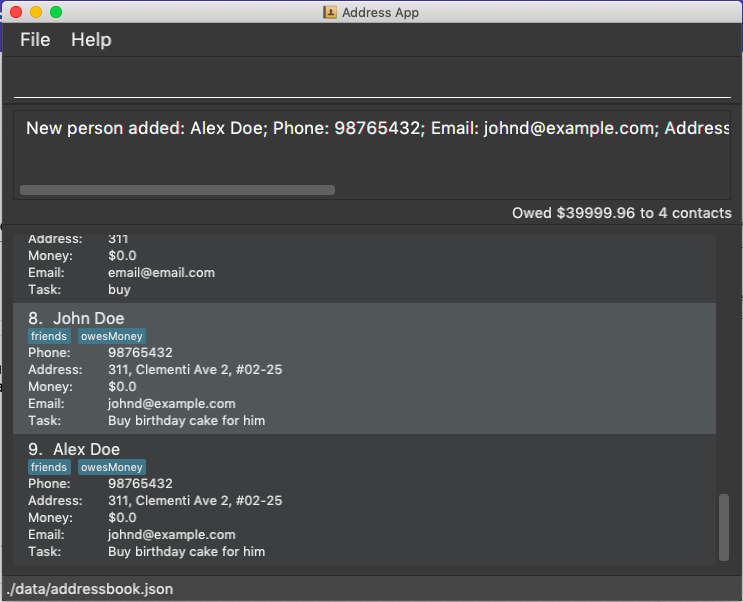 Address App
File Help
New person added: Alex Doe; Phone: 98765432; Email: johnd@example.com; Address
Owed $39999.96 to 4 contacts
Address: 311
Money: $0.0
Email: email@email.com
Task: buy
8. John Doe
friends owesMoney
Phone: 98765432
Address: 311, Clementi Ave 2, #02-25
Money: $0.0
Email: johnd@example.com
Task: Buy birthday cake for him
9. Alex Doe
friends owesMoney
Phone: 98765432
Address: 311, Clementi Ave 2, #02-25
Money: $0.0
Email: johnd@example.com
Task: Buy birthday cake for him
./data/addressbook.json